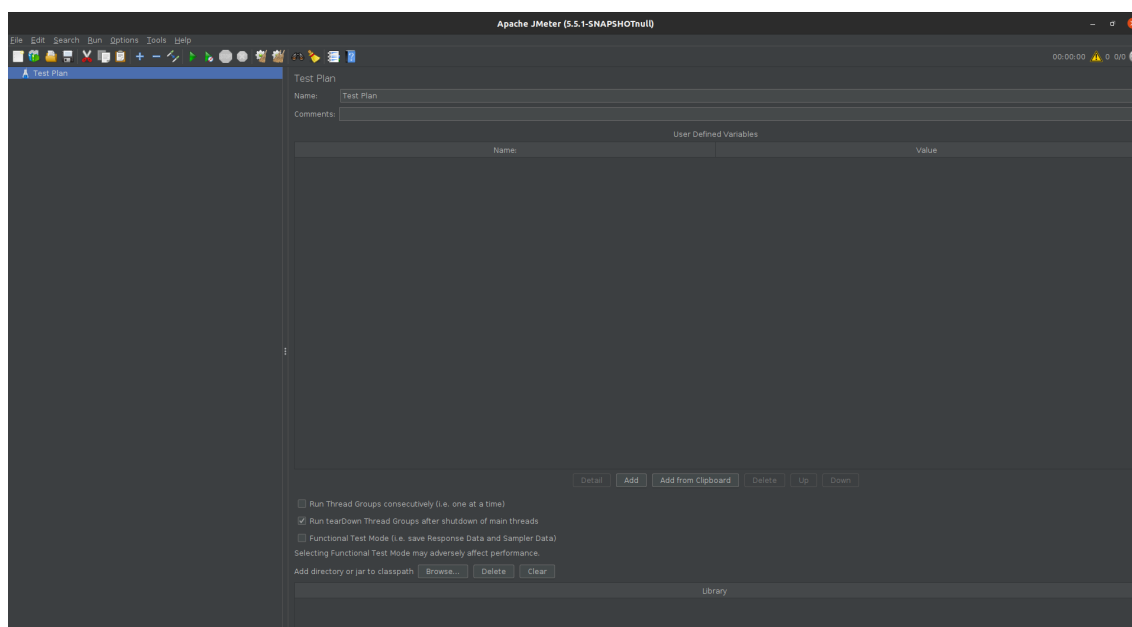 Apache JMeter (5.5.1-SNAPSHOTnull)
File Edit Search Run Options Tools Help
00:00:00 0 0/0
Test Plan
Test Plan
Name: Test Plan
Comments:
User Defined Variables
Name: Value
Detail Add Add from Clipboard Delete Up Down
Run Thread Groups consecutively (i.e. one at a time)
Run tearDown Thread Groups after shutdown of main threads
Functional Test Mode (i.e. save Response Data and Sampler Data)
Selecting Functional Test Mode may adversely affect performance.
Add directory or jar to classpath Browse... Delete Clear
Library